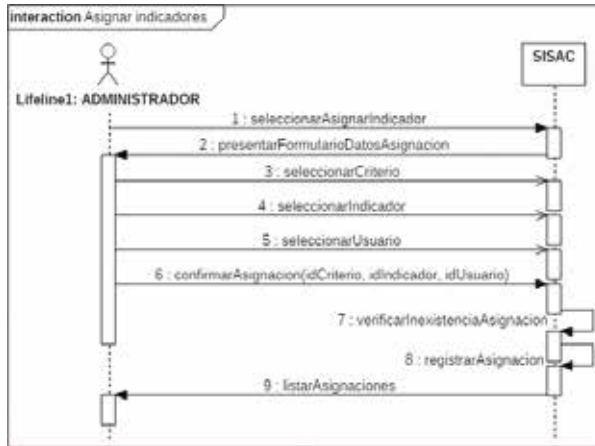 interaction Asignar indicadores
SISAC
Lifeline1: ADMINISTRADOR
1 : seleccionarAsignarIndicador
2 : presentarFormularioDatosAsignacion
3 : seleccionarCriterio
4 : seleccionarIndicador
5 : seleccionarUsuario
6 : confirmarAsignacion(idCriterio, idIndicador, idUsuario)
7 : verificarInexistenciaAsignacion
8 : registrarAsignacion
9 : listarAsignaciones